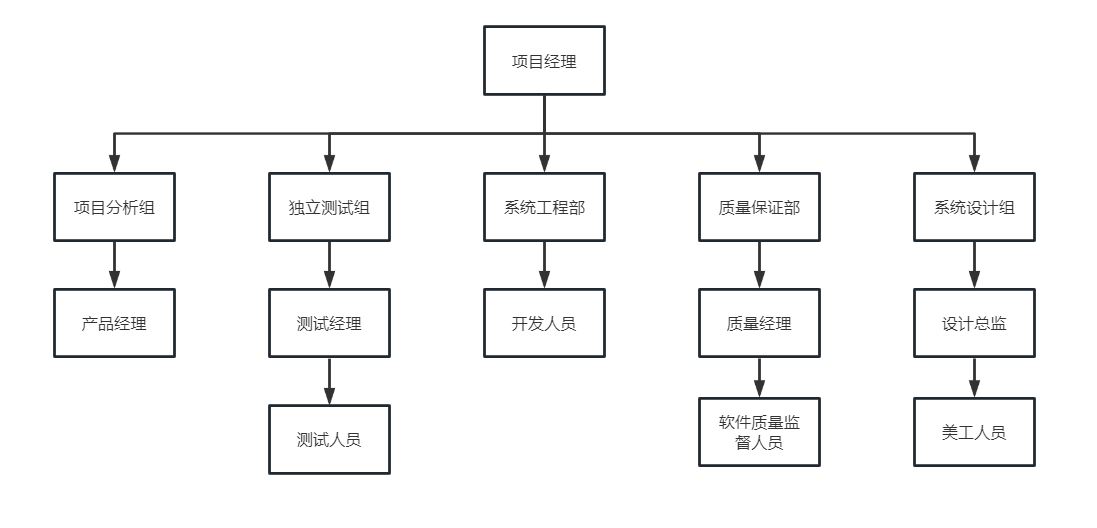 项目经理
项目分析组
独立测试组
系统工程部
质量保证部
系统设计组
产品经理
测试经理
开发人员
质量经理
设计总监
测试人员
软件质量监
督人员
美工人员